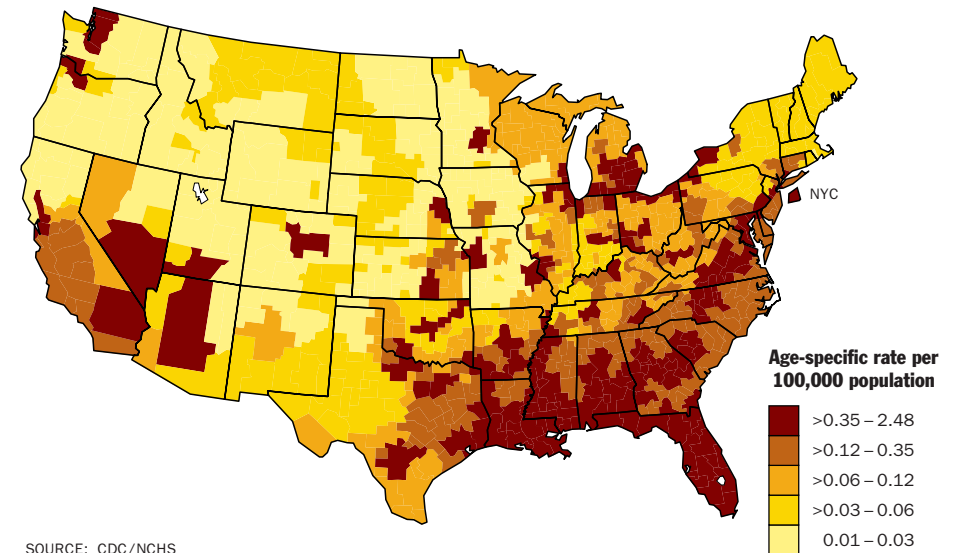 NYC
Age-specific rate per
100,000 population
>0.35 – 2.48
>0.12 – 0.35
>0.06 – 0.12
>0.03 – 0.06
0.01 – 0.03
SOURCE: CDC/NCHS